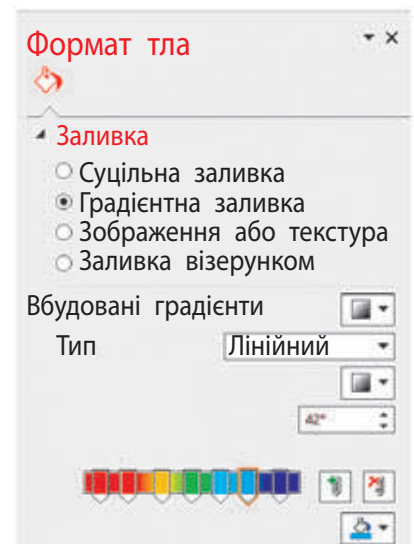 Формат тла
Заливка
Суцільна заливка
Градієнтна заливка
Зображення або текстура
Заливка візерунком
Вбудовані градієнти
Тип Лінійний
42°